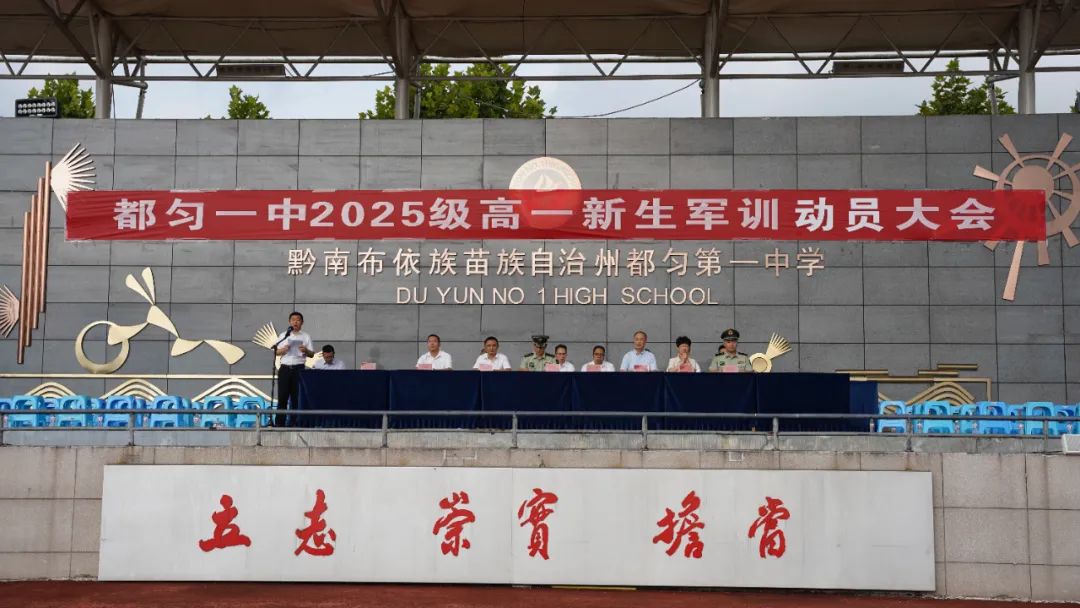 都匀一中2025级高一新生军训动员大会
黔南布依族苗族自治州都匀第一中学
DU YUN NO 1 HIGH SCHOOL
立志 崇實 擔當